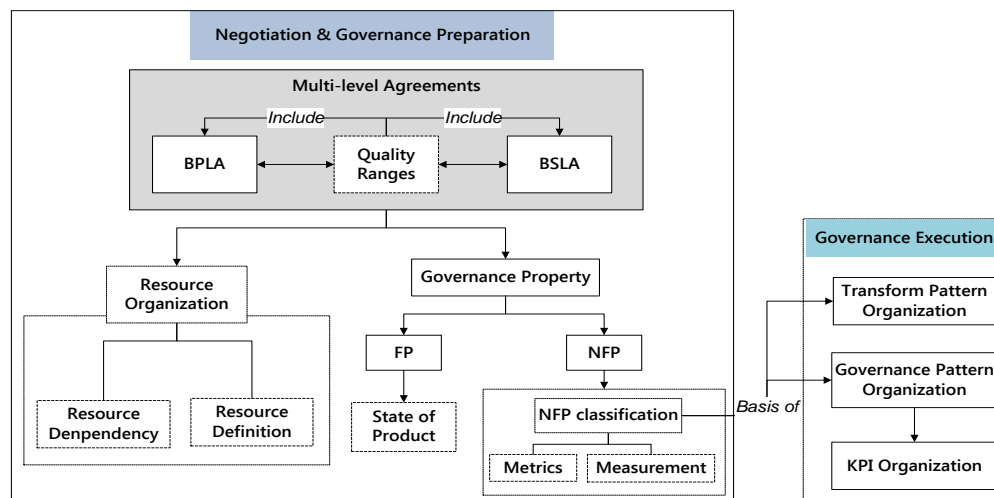 Negotiation & Governance Preparation
Multi-level Agreements
Include
Include
BPLA
Quality
Ranges
BSLA
Governance Execution
Resource
Organization
Governance Property
Transform Pattern
Organization
FP
NFP
Governance Pattern
Organization
Resource
Denpendency
Resource
Definition
State of
Product
NFP classification
Basis of
Metrics
Measurement
KPI Organization